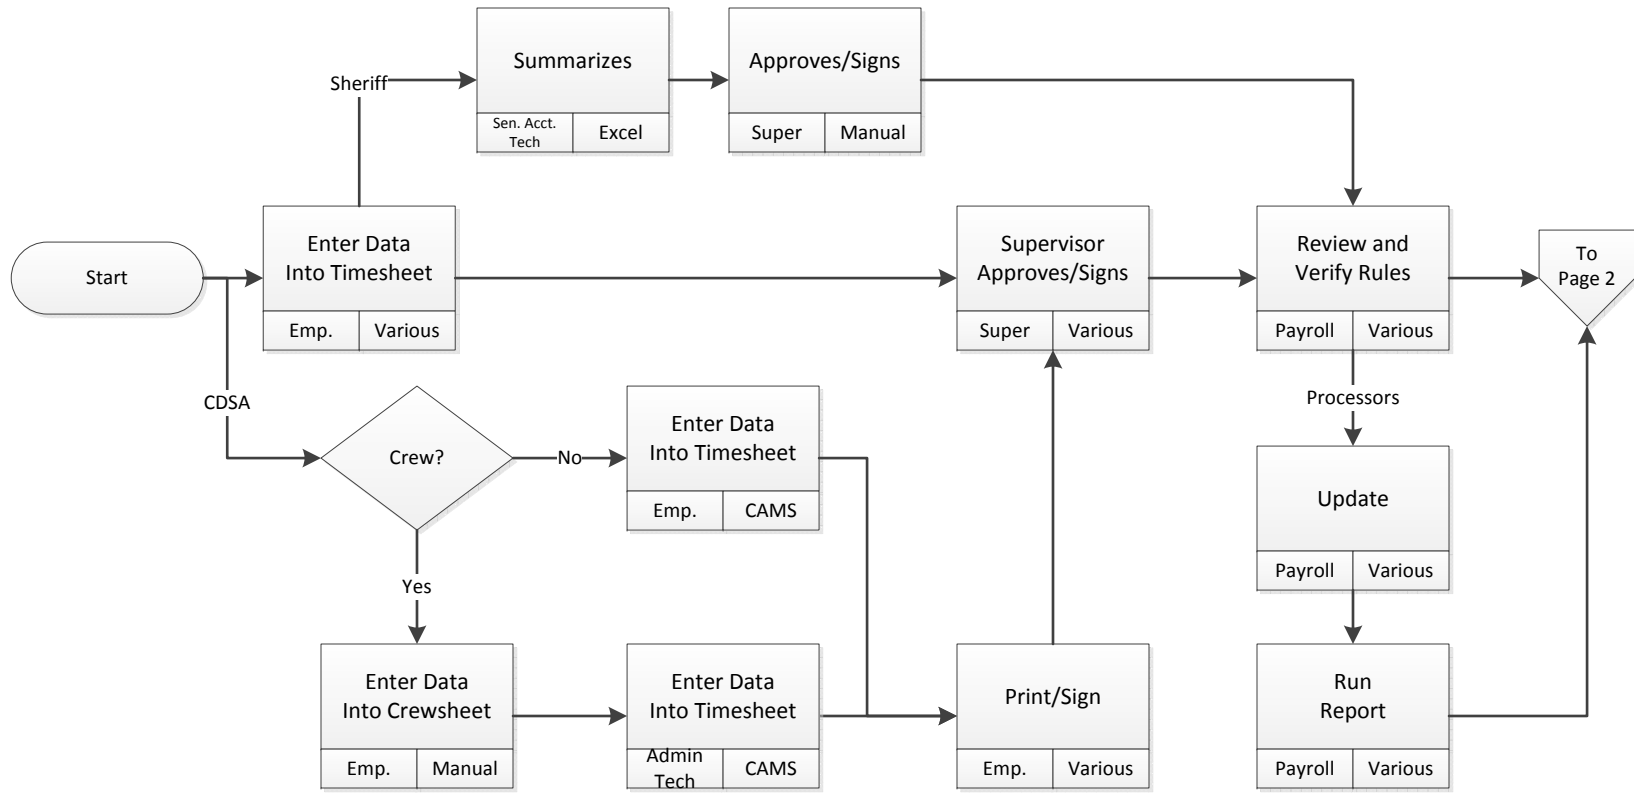 Summarizes
Sen. Acct.
Tech
Excel
Approves/Signs
Super
Manual
Sheriff
Start
Enter Data
Into Timesheet
Emp.
Various
Supervisor
Approves/Signs
Super
Various
Review and
Verify Rules
Payroll
Various
To
Page 2
CDSA
Crew?
No
Enter Data
Into Timesheet
Emp.
CAMS
Processors
Update
Payroll
Various
Yes
Enter Data
Into Crewsheet
Emp.
Manual
Enter Data
Into Timesheet
Admin
Tech
CAMS
Print/Sign
Emp.
Various
Run
Report
Payroll
Various